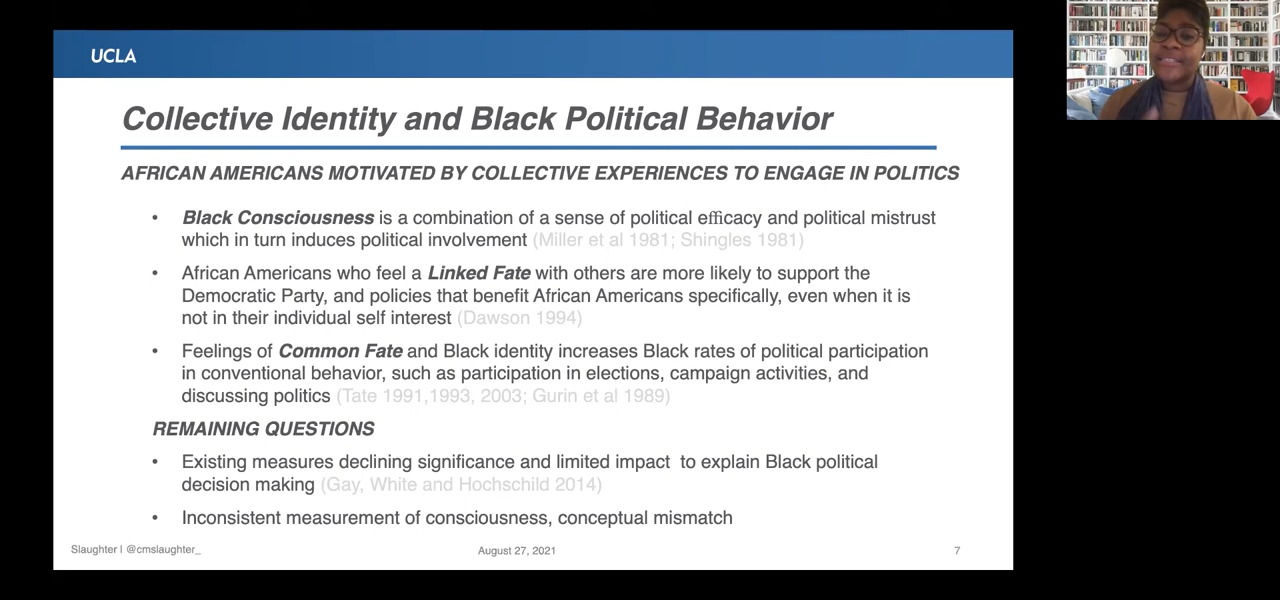 UCLA
Collective Identity and Black Political Behavior
AFRICAN AMERICANS MOTIVATED BY COLLECTIVE EXPERIENCES TO ENGAGE IN POLITICS
• Black Consciousness is a combination of a sense of political efficacy and political mistrust
which in turn induces political involvement (Miller et al 1981; Shingles 1981)
• African Americans who feel a Linked Fate with others are more likely to support the
Democratic Party, and policies that benefit African Americans specifically, even when it is
not in their individual self interest (Dawson 1994)
• Feelings of Common Fate and Black identity increases Black rates of political participation
in conventional behavior, such as participation in elections, campaign activities, and
discussing politics (Tate 1991,1993, 2003; Gurin et al 1989)
REMAINING QUESTIONS
• Existing measures declining significance and limited impact  to explain Black political
decision making (Gay, White and Hochschild 2014)
• Inconsistent measurement of consciousness, conceptual mismatch
Slaughter | @cmslaughter_
August 27, 2021
7